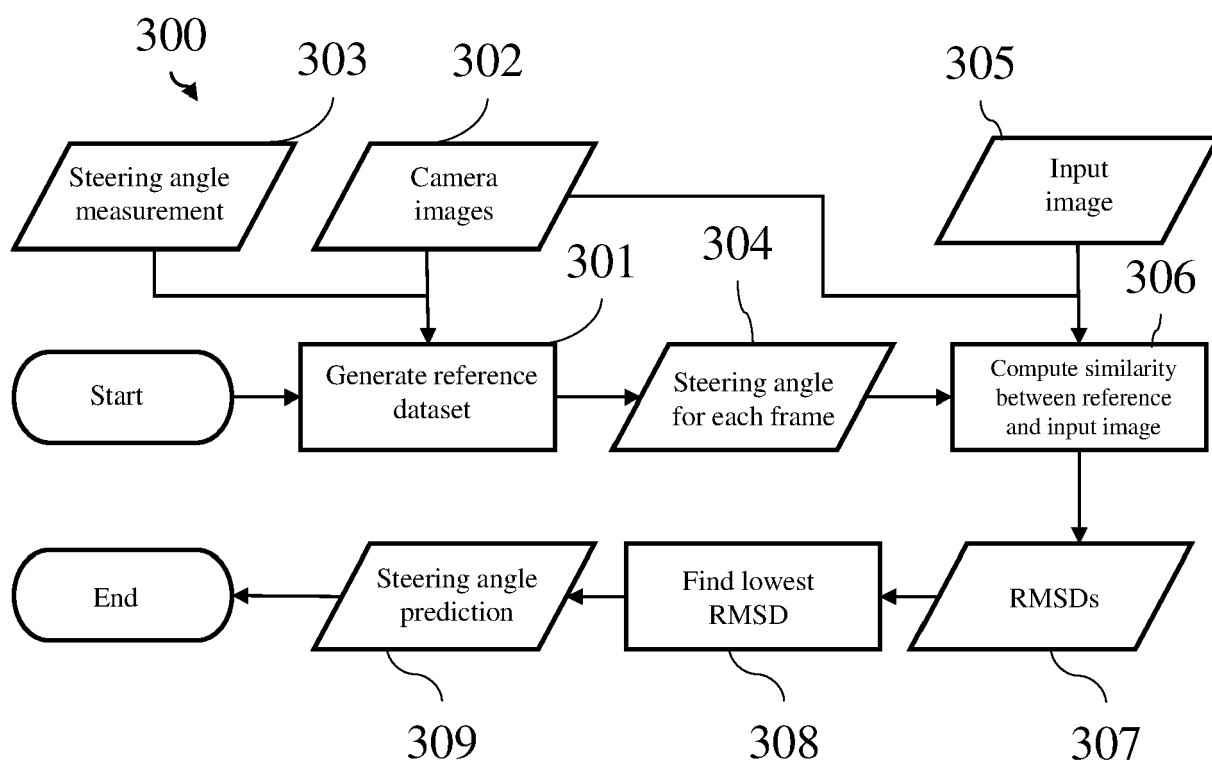 300
303
302
305
Steering angle
measurement
Camera
images
Input
image
301
304
306
Start
Generate reference
dataset
Steering angle
for each frame
Compute similarity
between reference
and input image
End
Steering angle
prediction
Find lowest
RMSD
RMSDs
309
308
307